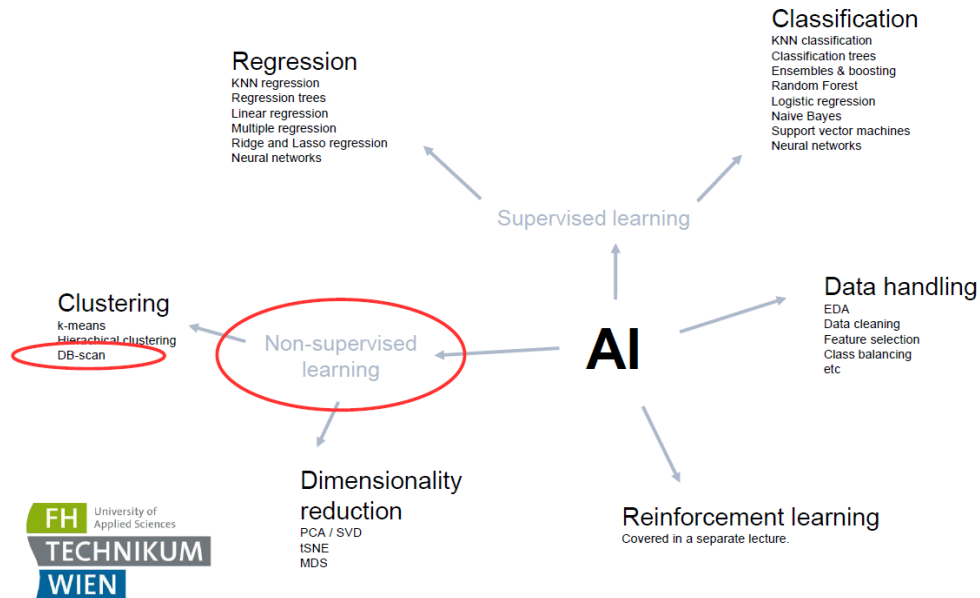 Classification
KNN classification
Classification trees
Ensembles & boosting
Random Forest
Logistic regression
Naive Bayes
Support vector machines
Neural networks
Regression
KNN regression
Regression trees
Linear regression
Multiple regression
Ridge and Lasso regression
Neural networks
Supervised learning
Data handling
EDA
Data cleaning
Feature selection
Class balancing
etc
Clustering
k-means
Hierachical clustering
DB-scan
Non-supervised
learning
AI
Dimensionality
reduction
PCA / SVD
tSNE
MDS
Reinforcement learning
Covered in a separate lecture.
FH
University of
Applied Sciences
TECHNIKUM
WIEN